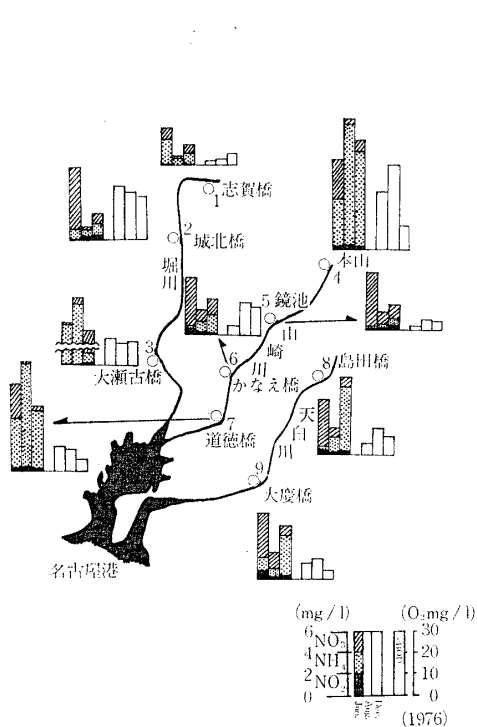 志賀橋
1
2 城北橋
堀川
本山
4
5 鏡池
山崎川
3
大瀬古橋
6
かなえ橋
8 島田橋
7
道徳橋
天白川
9
大慶橋
名古屋港
(mg/l) (O₂mg/l)
6 NO₃ 30
4 NH₄ 20
2 NO₂ 10
0 0
June Aug. Dec.
(1976)